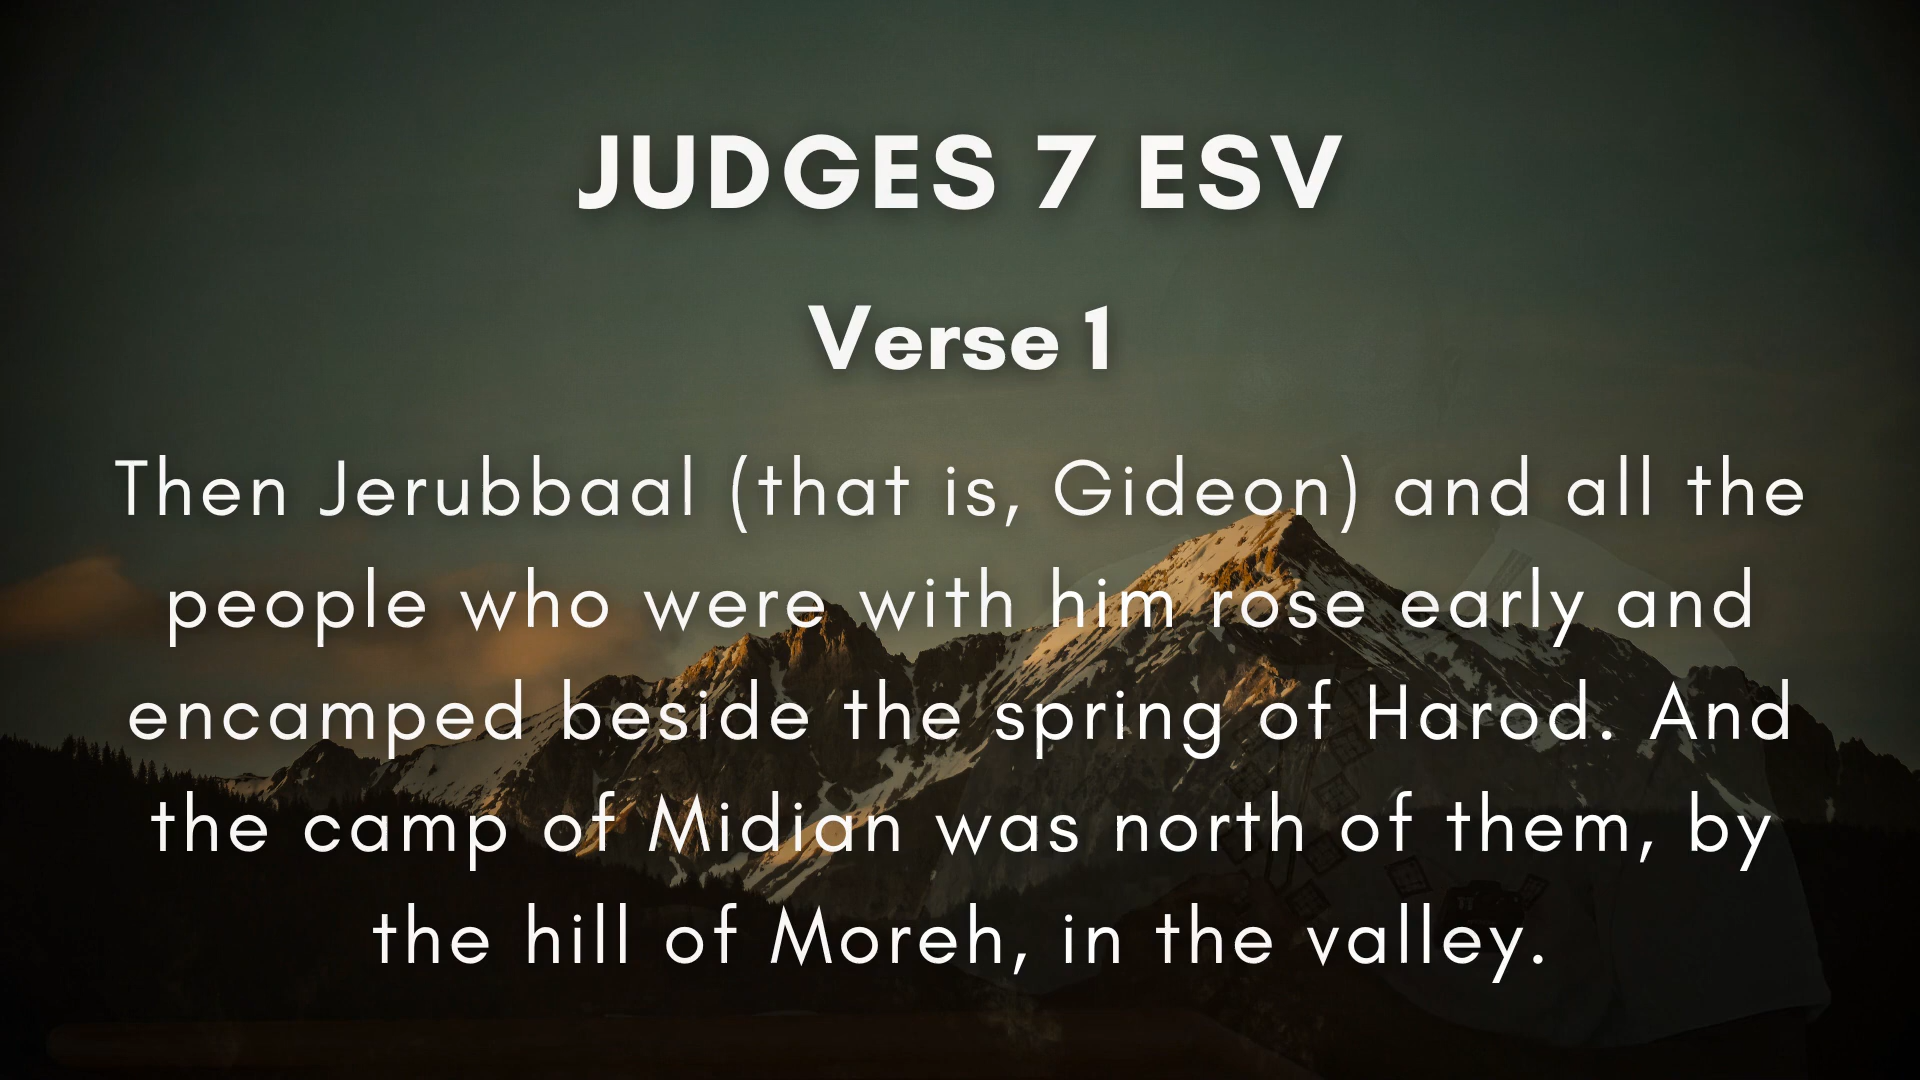 JUDGES 7 ESV
Verse 1
Then Jerubbaal (that is, Gideon) and all the
people who were with him rose early and
encamped beside the spring of Harod. And
the camp of Midian was north of them, by
the hill of Moreh, in the valley.